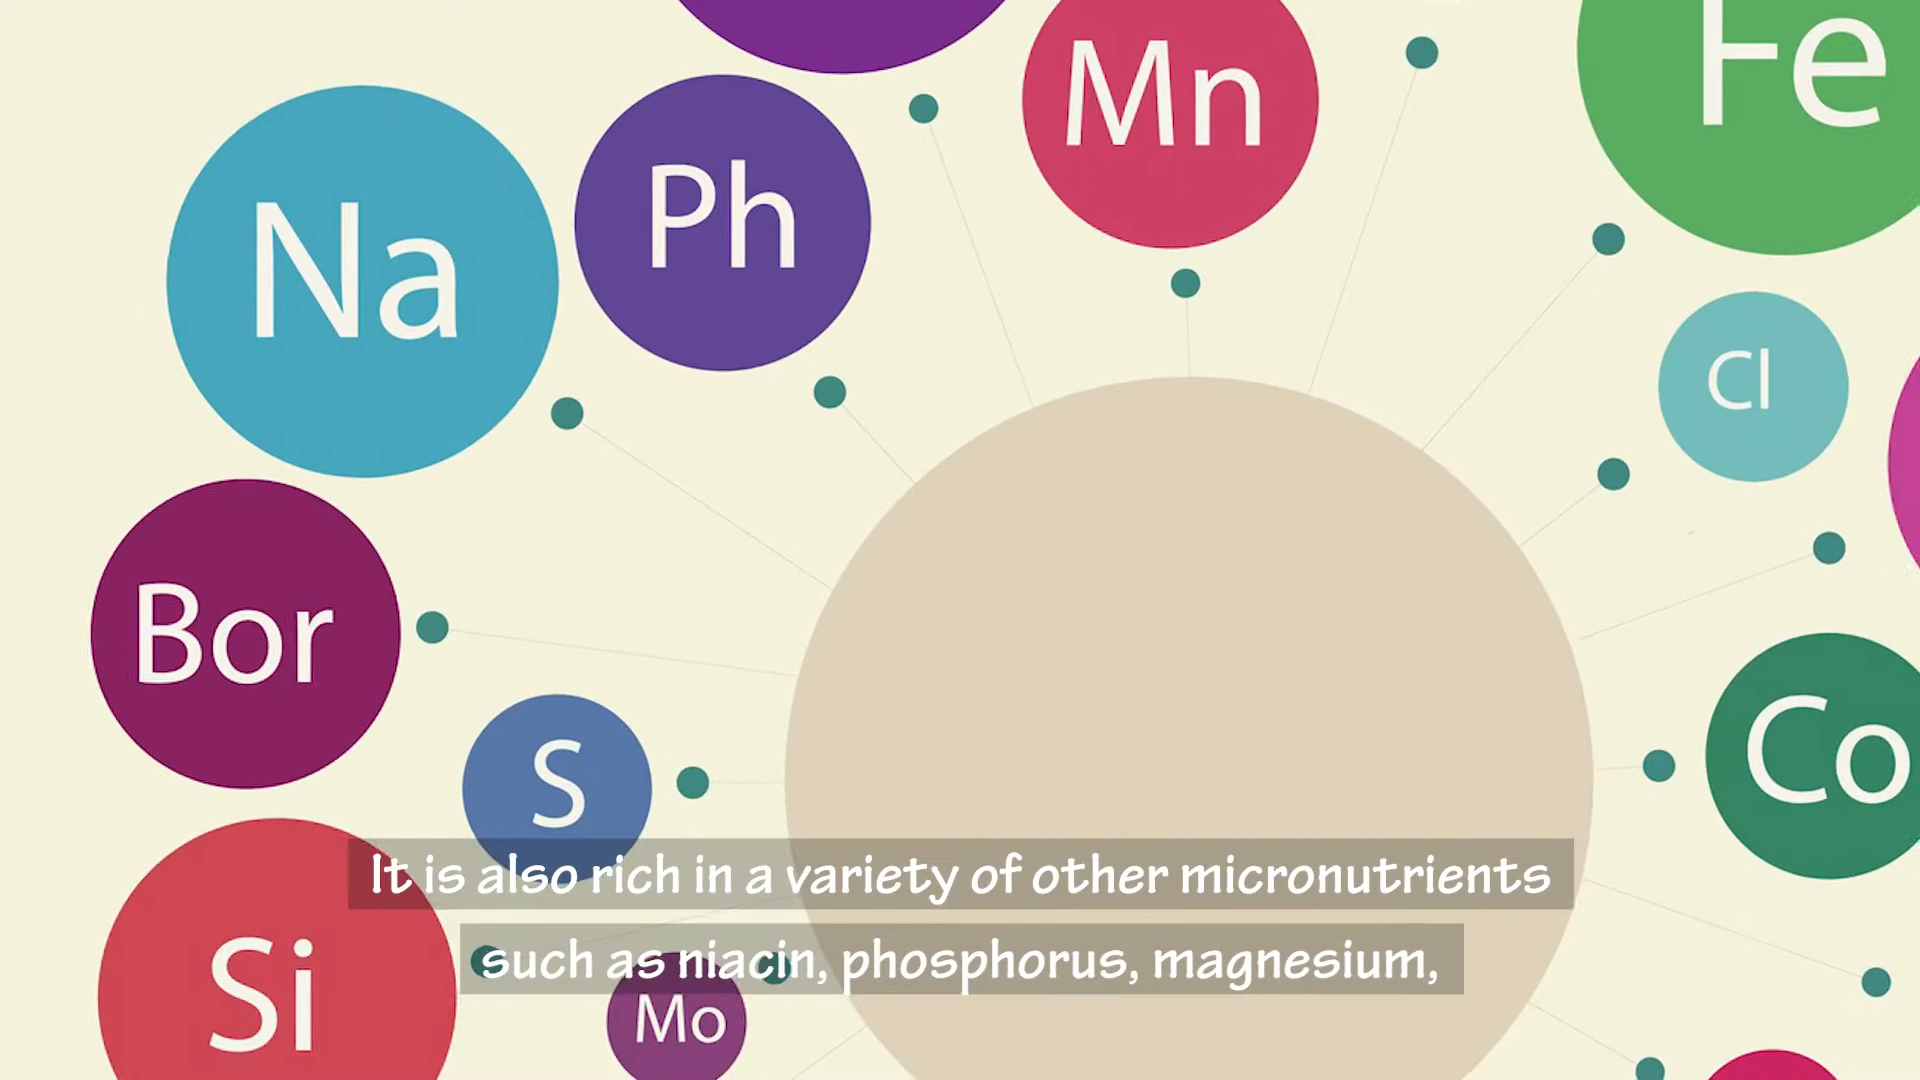 Mn
Fe
Na
Ph
Cl
Bor
S
Co
Si
Mo
It is also rich in a variety of other micronutrients
such as niacin, phosphorus, magnesium,